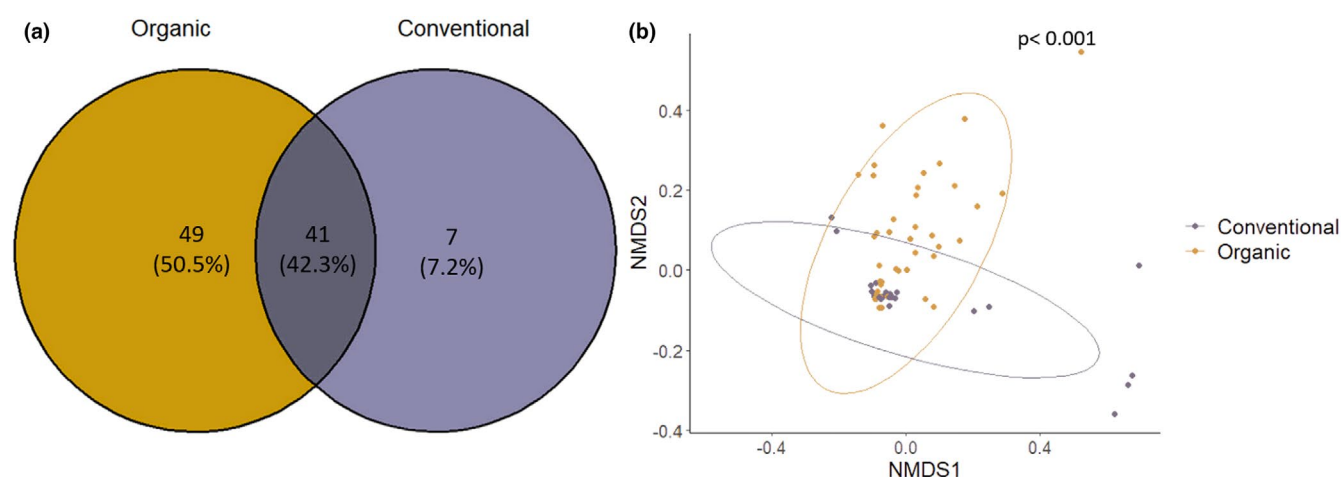 (a)
Organic
Conventional
49
(50.5%)
41
(42.3%)
7
(7.2%)
(b)
p< 0.001
NMDS2
0.4
0.2
0.0
-0.2
-0.4
-0.4
0.0
0.4
NMDS1
Conventional
Organic